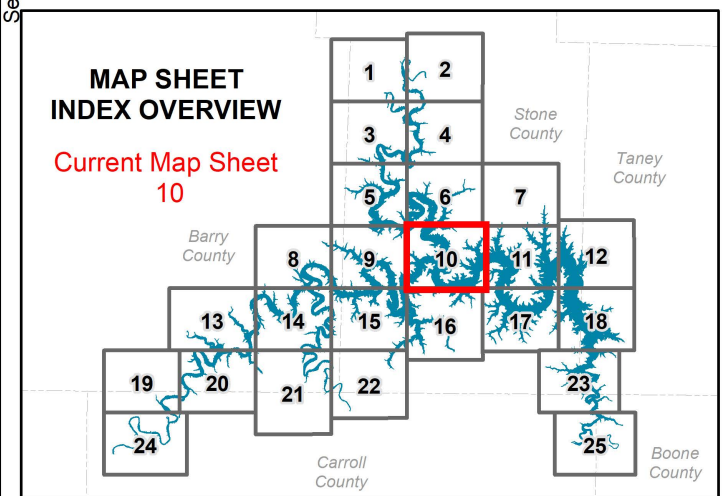 Se
MAP SHEET
INDEX OVERVIEW
Current Map Sheet
10
1
2
3
4
Stone
County
Taney
County
5
6
7
Barry
County
8
9
10
11
12
13
14
15
16
17
18
19
20
21
22
23
24
25
Carroll
County
Boone
County